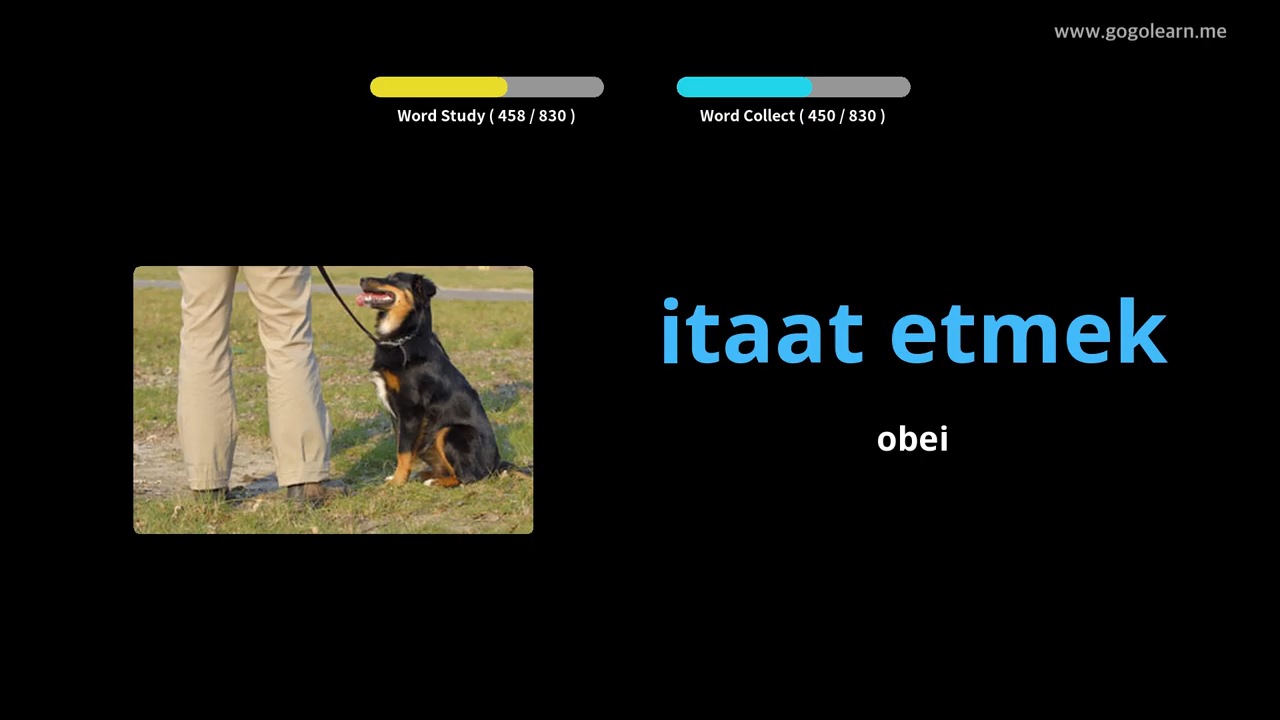 www.gogolearn.me
Word Study ( 458 / 830 )
Word Collect ( 450 / 830 )
itaat etmek
obei